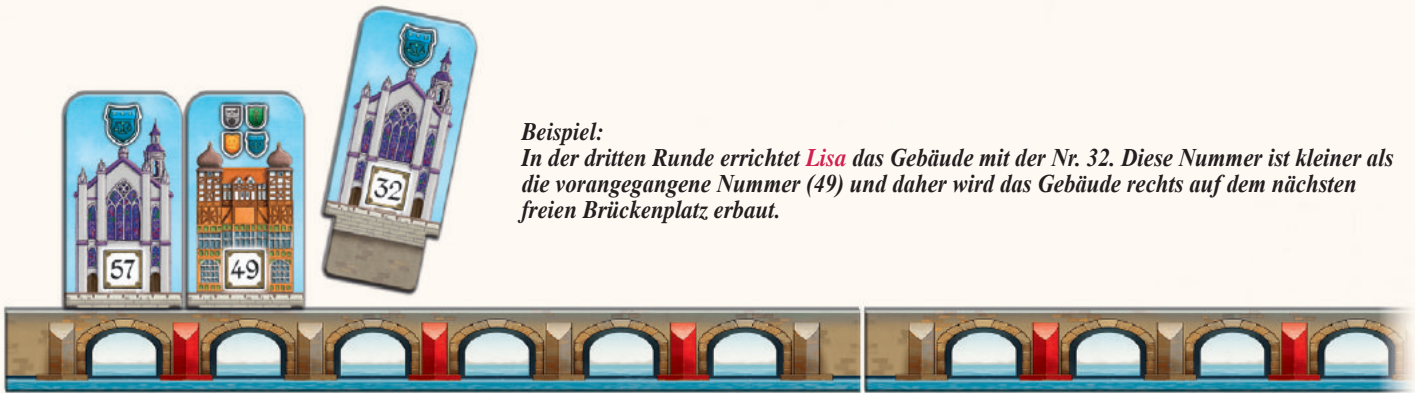 57
49
32
Beispiel:
In der dritten Runde errichtet Lisa das Gebäude mit der Nr. 32. Diese Nummer ist kleiner als
die vorangegangene Nummer (49) und daher wird das Gebäude rechts auf dem nächsten
freien Brückenplatz erbaut.